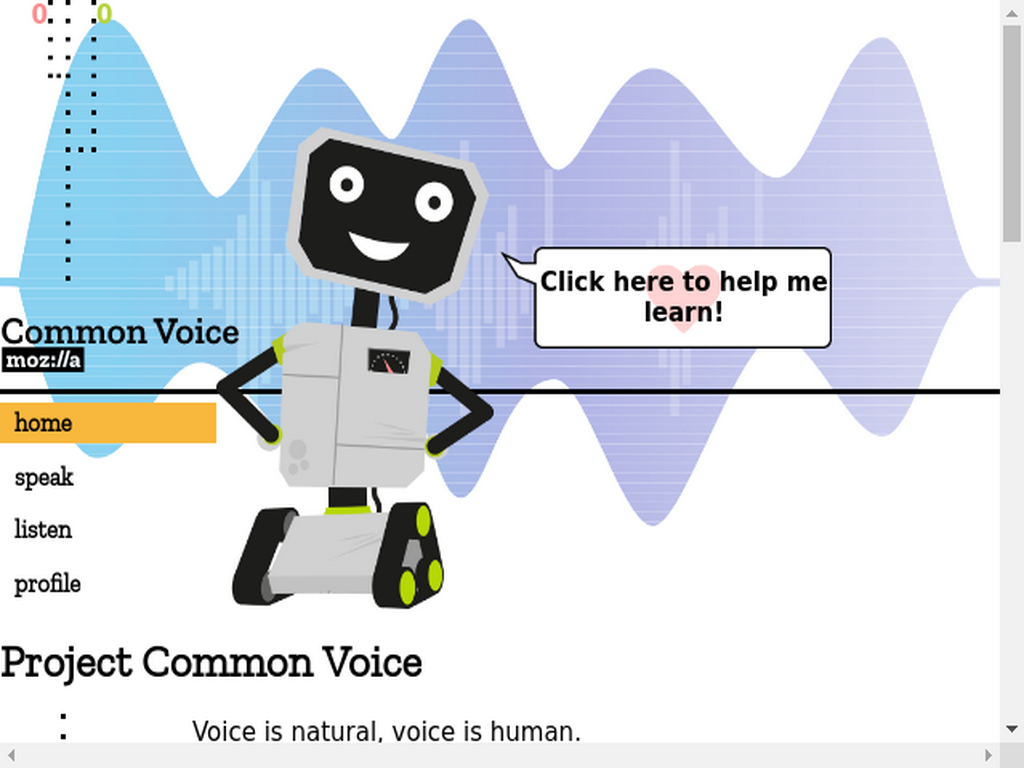 0 0
Click here to help me
learn!
Common Voice
moz://a
home
speak
listen
profile
Project Common Voice
Voice is natural, voice is human.